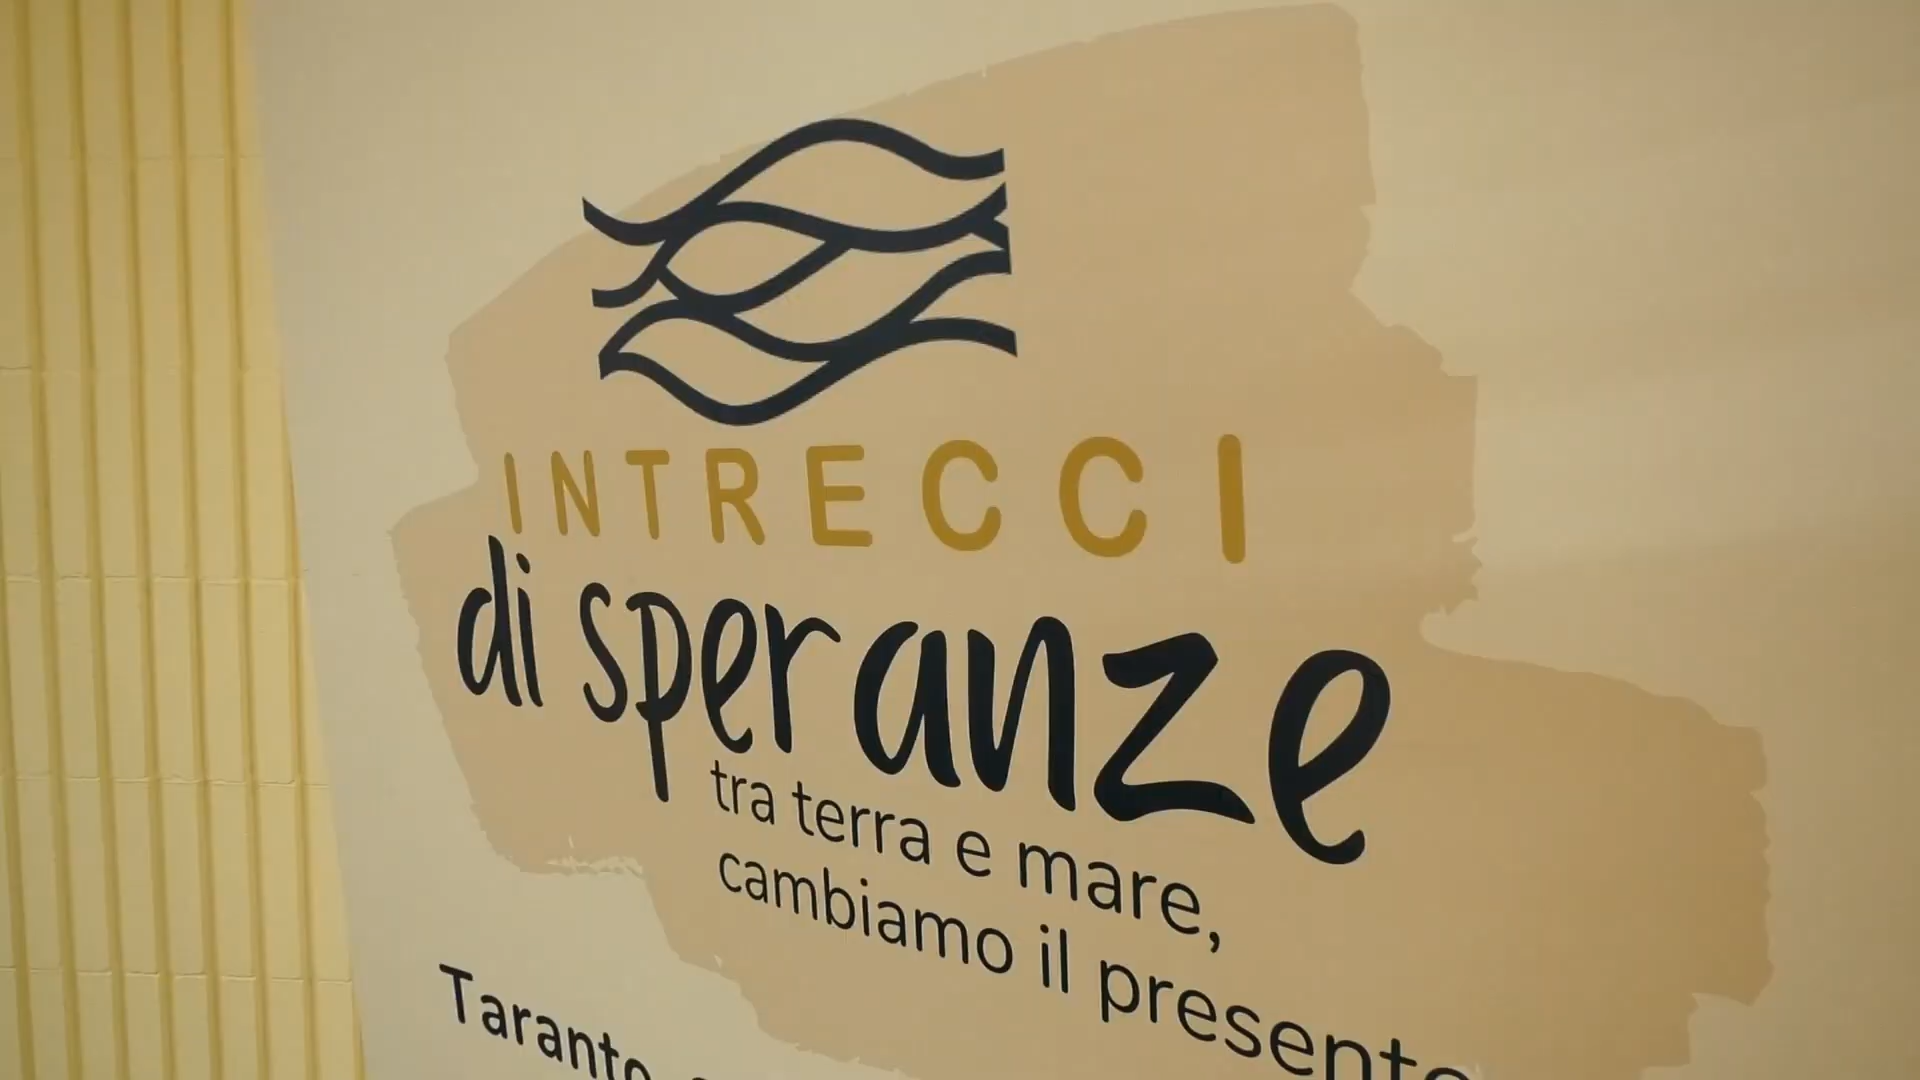 INTRECCI
di speranze
tra terra e mare,
cambiamo il presente
Taranto